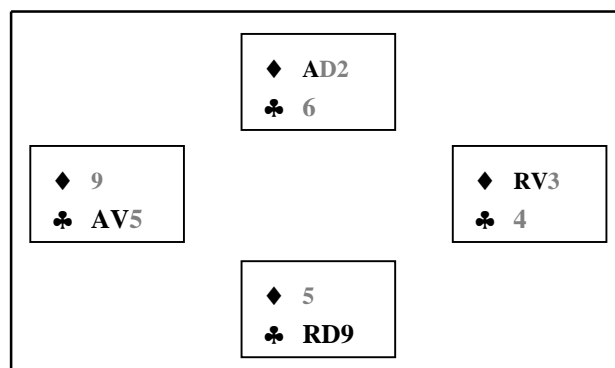 ♦ AD2
♣ 6
♦ 9
♣ AV5
♦ RV3
♣ 4
♦ 5
♣ RD9